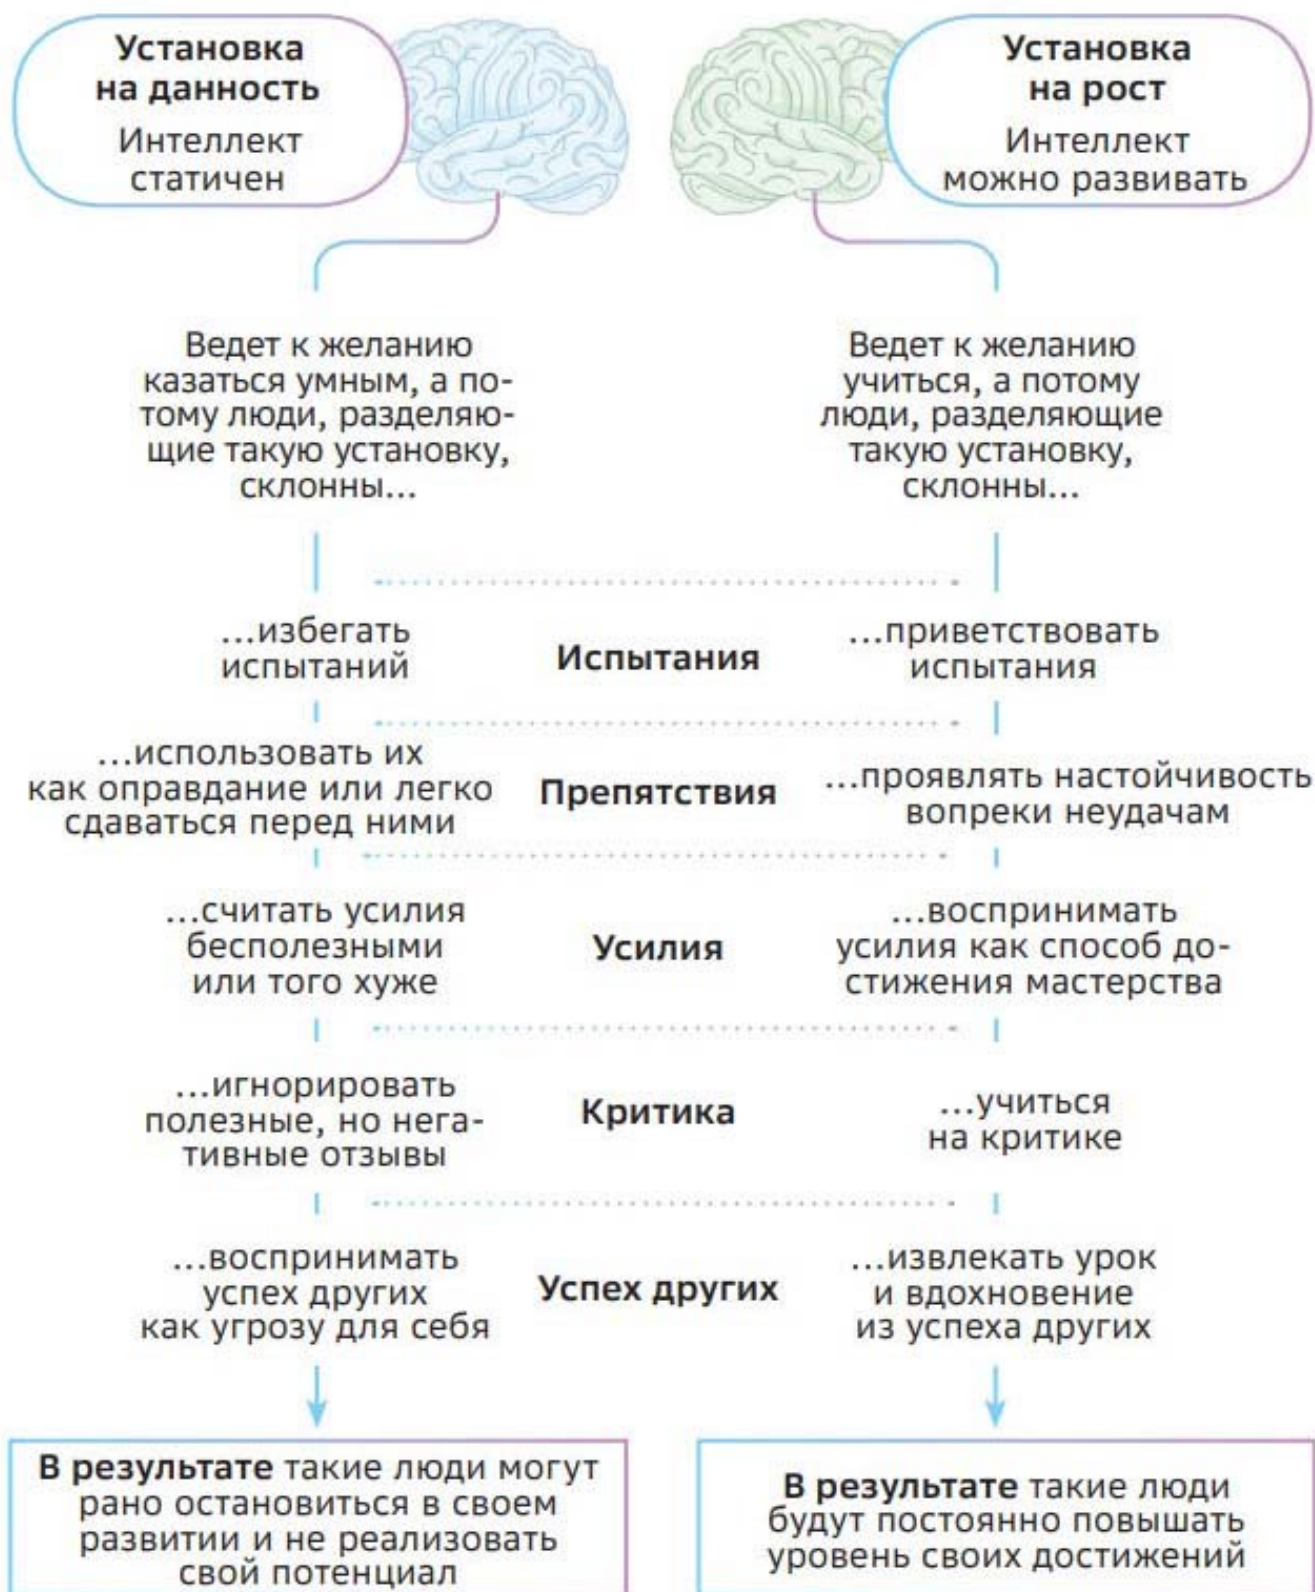 Установка
на данность
Интеллект
статичен
Установка
на рост
Интеллект
можно развивать
Ведет к желанию
казаться умным, а по-
тому люди, разделяю-
щие такую установку,
склонны...
Ведет к желанию
учиться, а потому
люди, разделяющие
такую установку,
склонны...
...избегать
испытаний
Испытания
...приветствовать
испытания
...использовать их
как оправдание или легко
сдаваться перед ними
Препятствия
...проявлять настойчивость
вопреки неудачам
...считать усилия
бесполезными
или того хуже
Усилия
...воспринимать
усилия как способ до-
стижения мастерства
...игнорировать
полезные, но нега-
тивные отзывы
Критика
...учиться
на критике
...воспринимать
успех других
как угрозу для себя
Успех других
...извлекать урок
и вдохновение
из успеха других
В результате такие люди могут
рано остановиться в своем
развитии и не реализовать
свой потенциал
В результате такие люди
будут постоянно повышать
уровень своих достижений